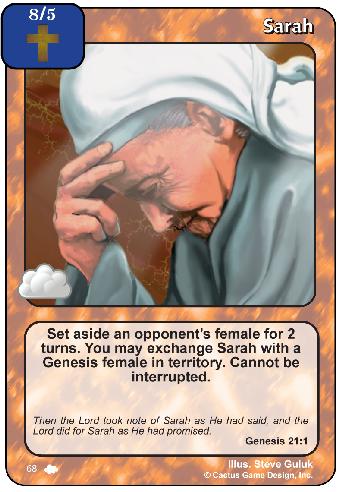 8/5
Sarah
Set aside an opponent's female for 2
turns. You may exchange Sarah with a
Genesis female in territory. Cannot be
interrupted.
Then the Lord took note of Sarah as He had said, and the
Lord did for Sarah as He had promised.
Genesis 21:1
68
Illus. Steve Guluk
© Cactus Game Design, Inc.